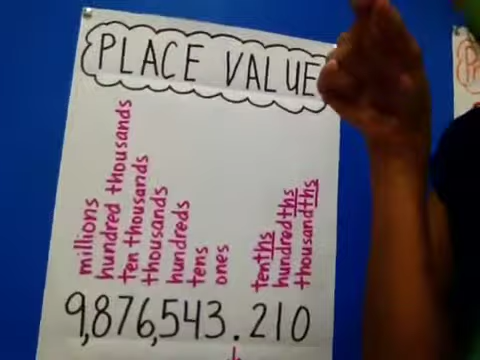 PLACE VALUE
millions
hundred thousands
ten thousands
thousands
hundreds
tens
ones
tenths
hundredths
thousandths
9,876,543.210